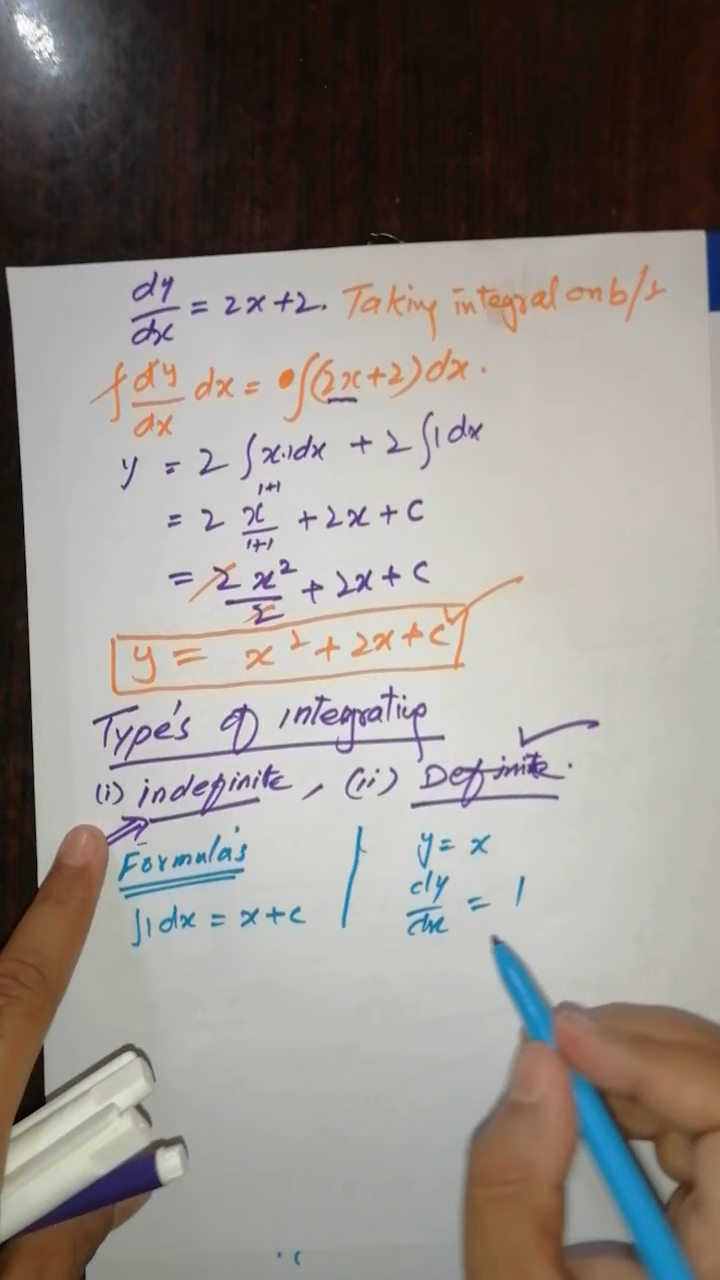 dy/dx = 2x+2. Taking integral on b/s
∫ dy/dx dx = ∫(2x+2)dx.
y = 2 ∫x.1dx + 2 ∫1dx
= 2 x^1+1/1+1 + 2x + c
= 2 x²/2 + 2x + c
y = x² + 2x + c
Type's of integration
(i) indefinite, (ii) Definite.
Formula's
∫1dx = x+c
y = x
dy/dx = 1